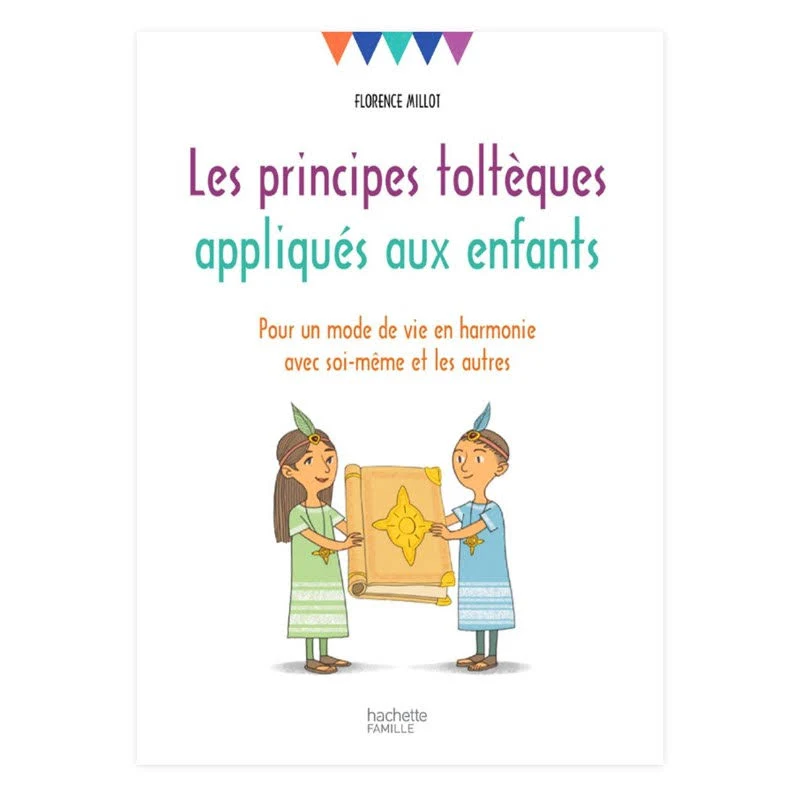 FLORENCE MILLOT
Les principes toltèques
appliqués aux enfants
Pour un mode de vie en harmonie
avec soi-même et les autres
hachette
FAMILLE